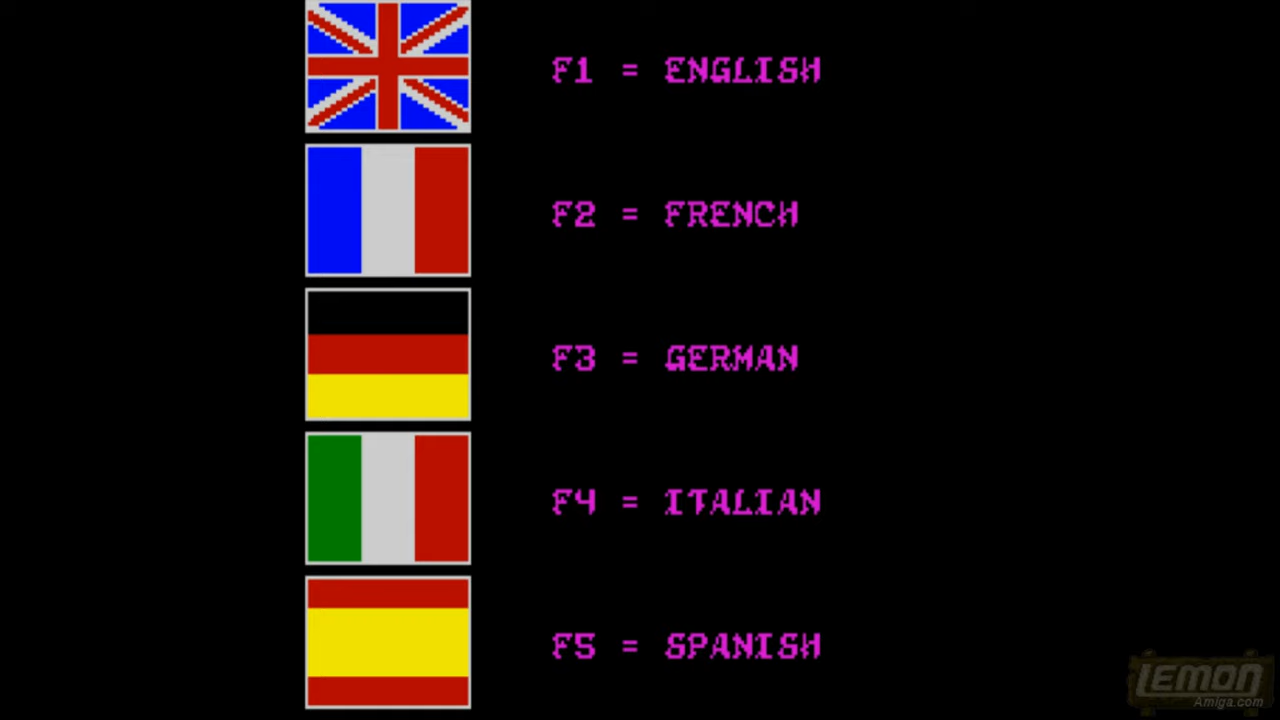 F1 = ENGLISH
F2 = FRENCH
F3 = GERMAN
F4 = ITALIAN
F5 = SPANISH
LEMON
Amiga.com